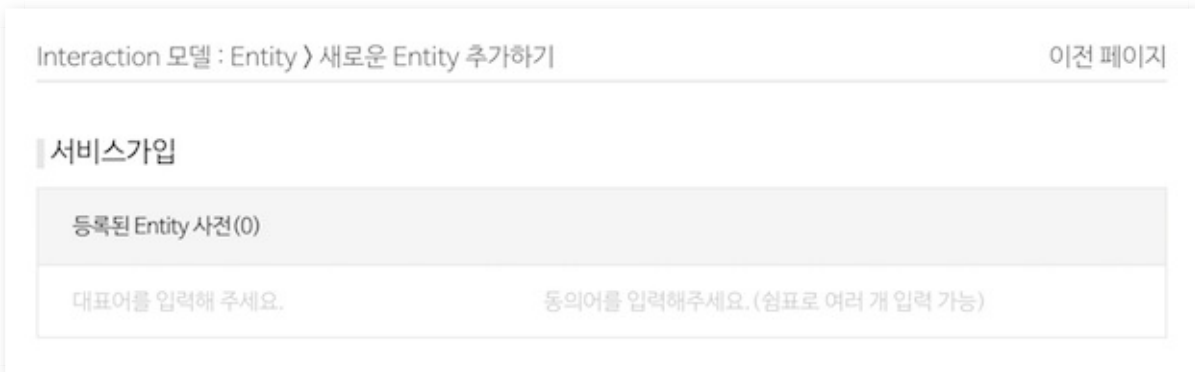 Interaction 모델 : Entity 〉 새로운 Entity 추가하기 이전 페이지
서비스가입
등록된 Entity 사전(0)
대표어를 입력해 주세요. 동의어를 입력해주세요. (쉼표로 여러 개 입력 가능)